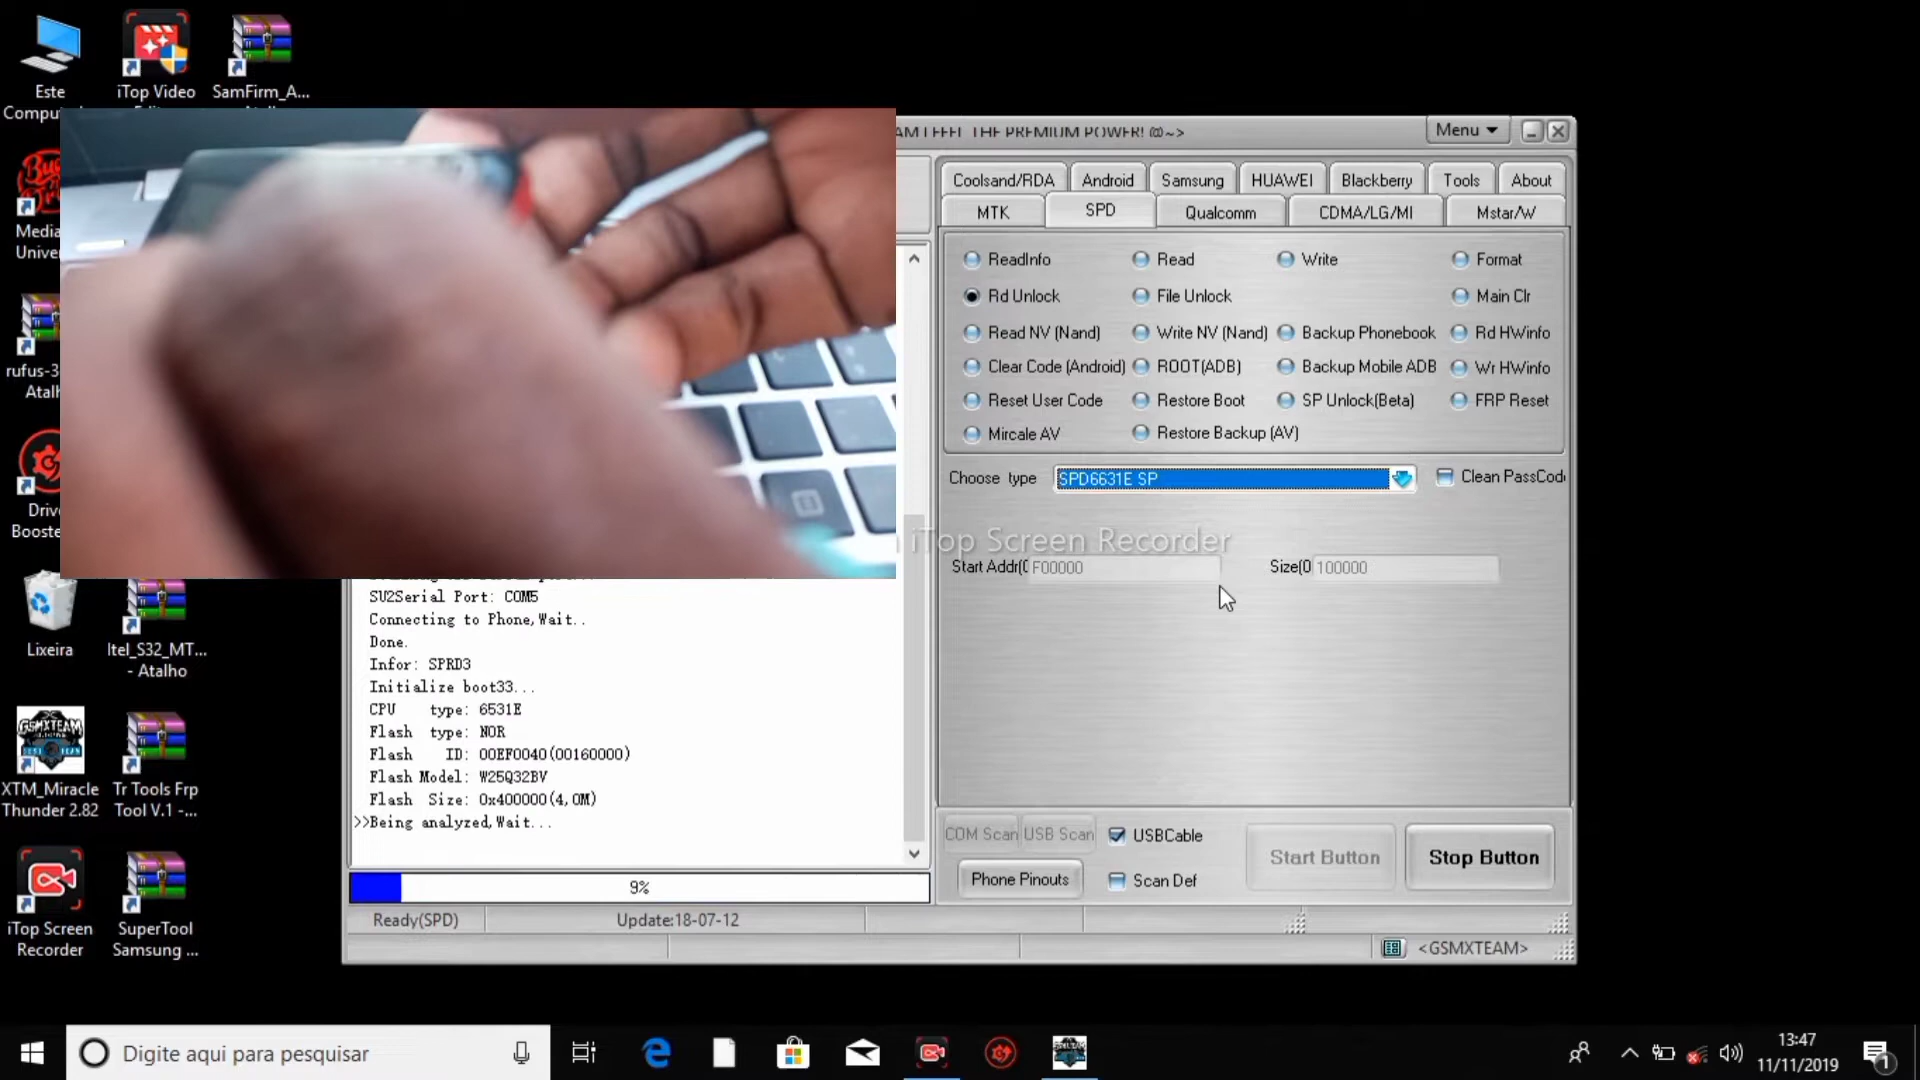 Este
Comput
iTop Video
SamFirm_A...
Media
Unive
rufus-3
Atalh
Drive
Booste
Lixeira
Itel_S32_MT...
- Atalho
XTM_Miracle
Thunder 2.82
Tr Tools Frp
Tool V.1 -...
iTop Screen
Recorder
SuperTool
Samsung ...
THE PREMIUM POWER! @~>
Menu
Coolsand/RDA Android Samsung HUAWEI Blackberry Tools About
MTK SPD Qualcomm CDMA/LG/MI Mstar/W
ReadInfo Read Write Format
Rd Unlock File Unlock Main Clr
Read NV (Nand) Write NV (Nand) Backup Phonebook Rd HWinfo
Clear Code (Android) ROOT(ADB) Backup Mobile ADB Wr HWinfo
Reset User Code Restore Boot SP Unlock(Beta) FRP Reset
Mircale AV Restore Backup (AV)
Choose type SPD6631E SP Clean PassCod
iTop Screen Recorder
Start Addr(0 F00000 Size(0 100000
SU2Serial Port: COM5
Connecting to Phone,Wait..
Done.
Infor: SPRD3
Initialize boot33...
CPU type: 6531E
Flash type: NOR
Flash ID: 00EF0040(00160000)
Flash Model: W25Q32BV
Flash Size: 0x400000(4,0M)
>>Being analyzed,Wait...
COM Scan USB Scan USBCable
Phone Pinouts Scan Def
Start Button Stop Button
9%
Ready(SPD) Update:18-07-12
<GSMXTEAM>
Digite aqui para pesquisar
13:47
11/11/2019
1